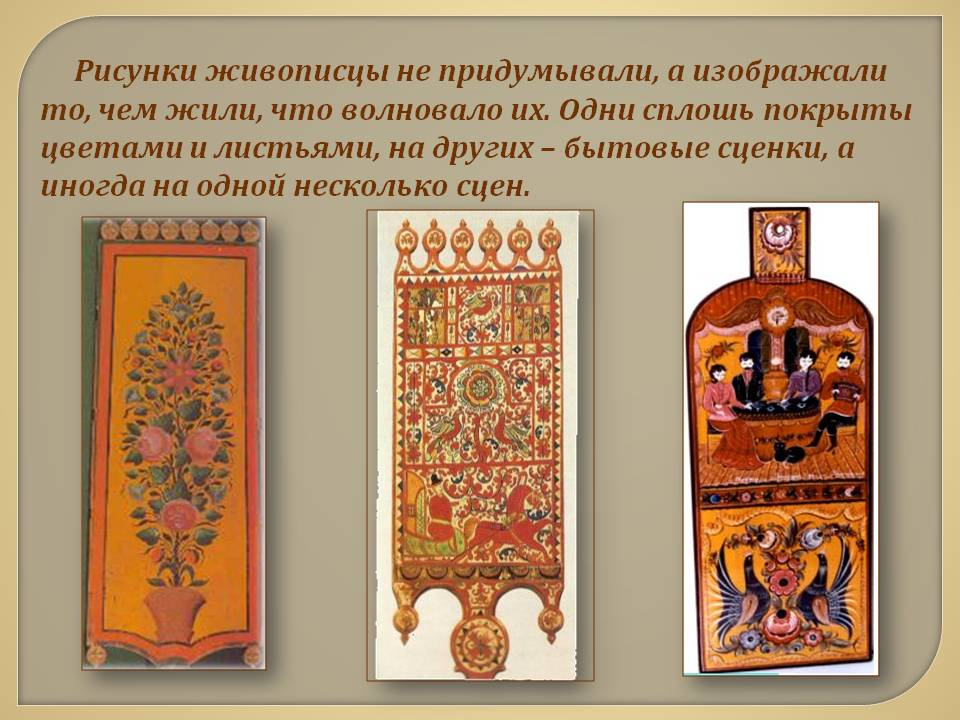 Рисунки живописцы не придумывали, а изображали
то, чем жили, что волновало их. Одни сплошь покрыты
цветами и листьями, на других – бытовые сценки, а
иногда на одной несколько сцен.